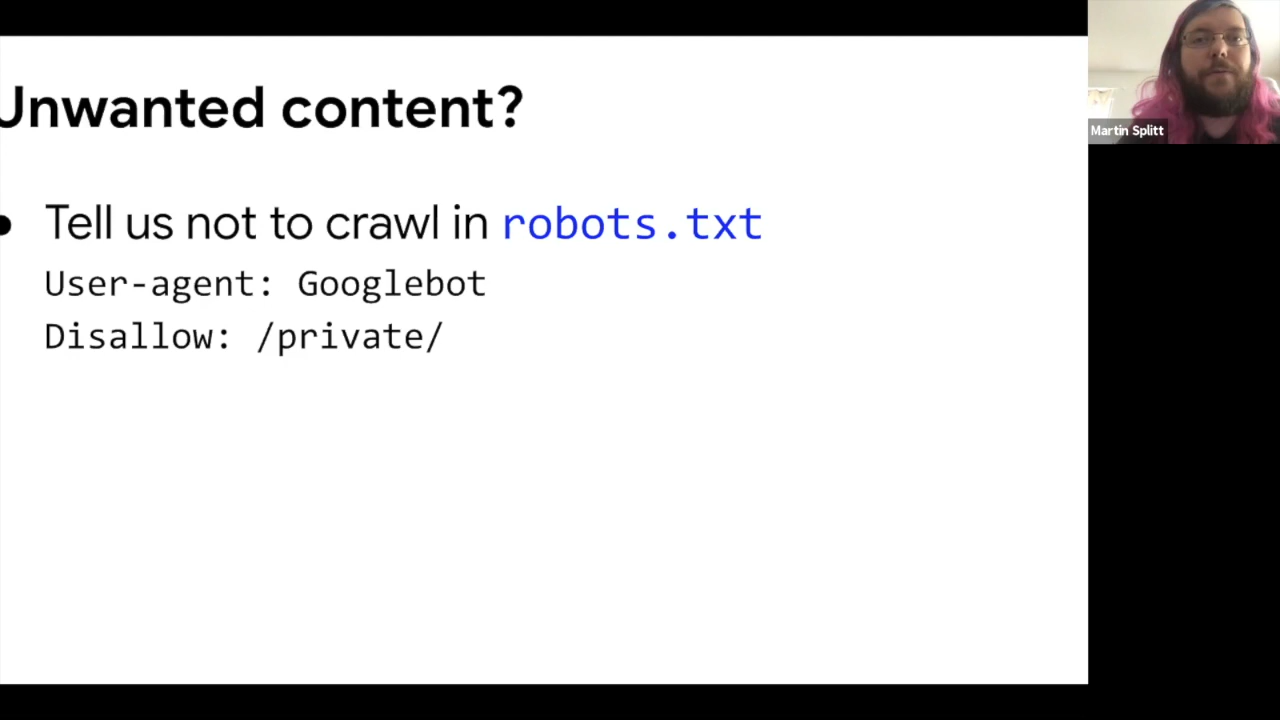 Unwanted content?
• Tell us not to crawl in robots.txt
User-agent: Googlebot
Disallow: /private/
Martin Splitt